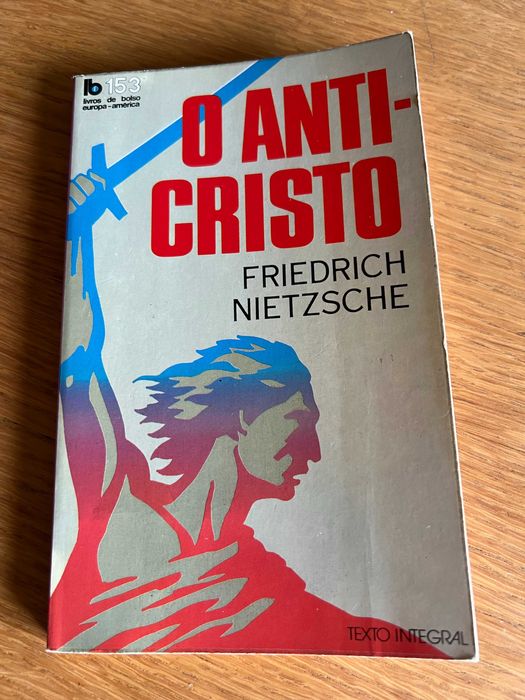 lb 153
livros de bolso
europa-américa
O ANTI-
CRISTO
FRIEDRICH
NIETZSCHE
TEXTO INTEGRAL